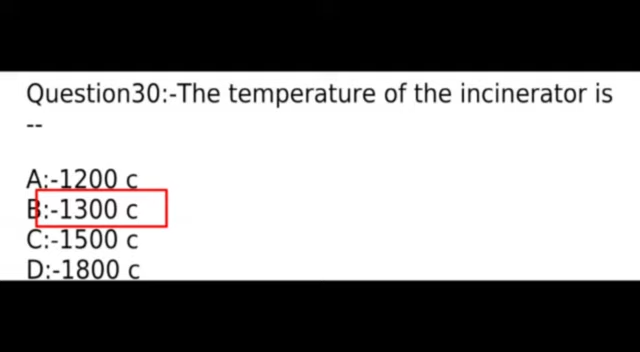 Question30:-The temperature of the incinerator is
--
A:-1200 c
B:-1300 c
C:-1500 c
D:-1800 c